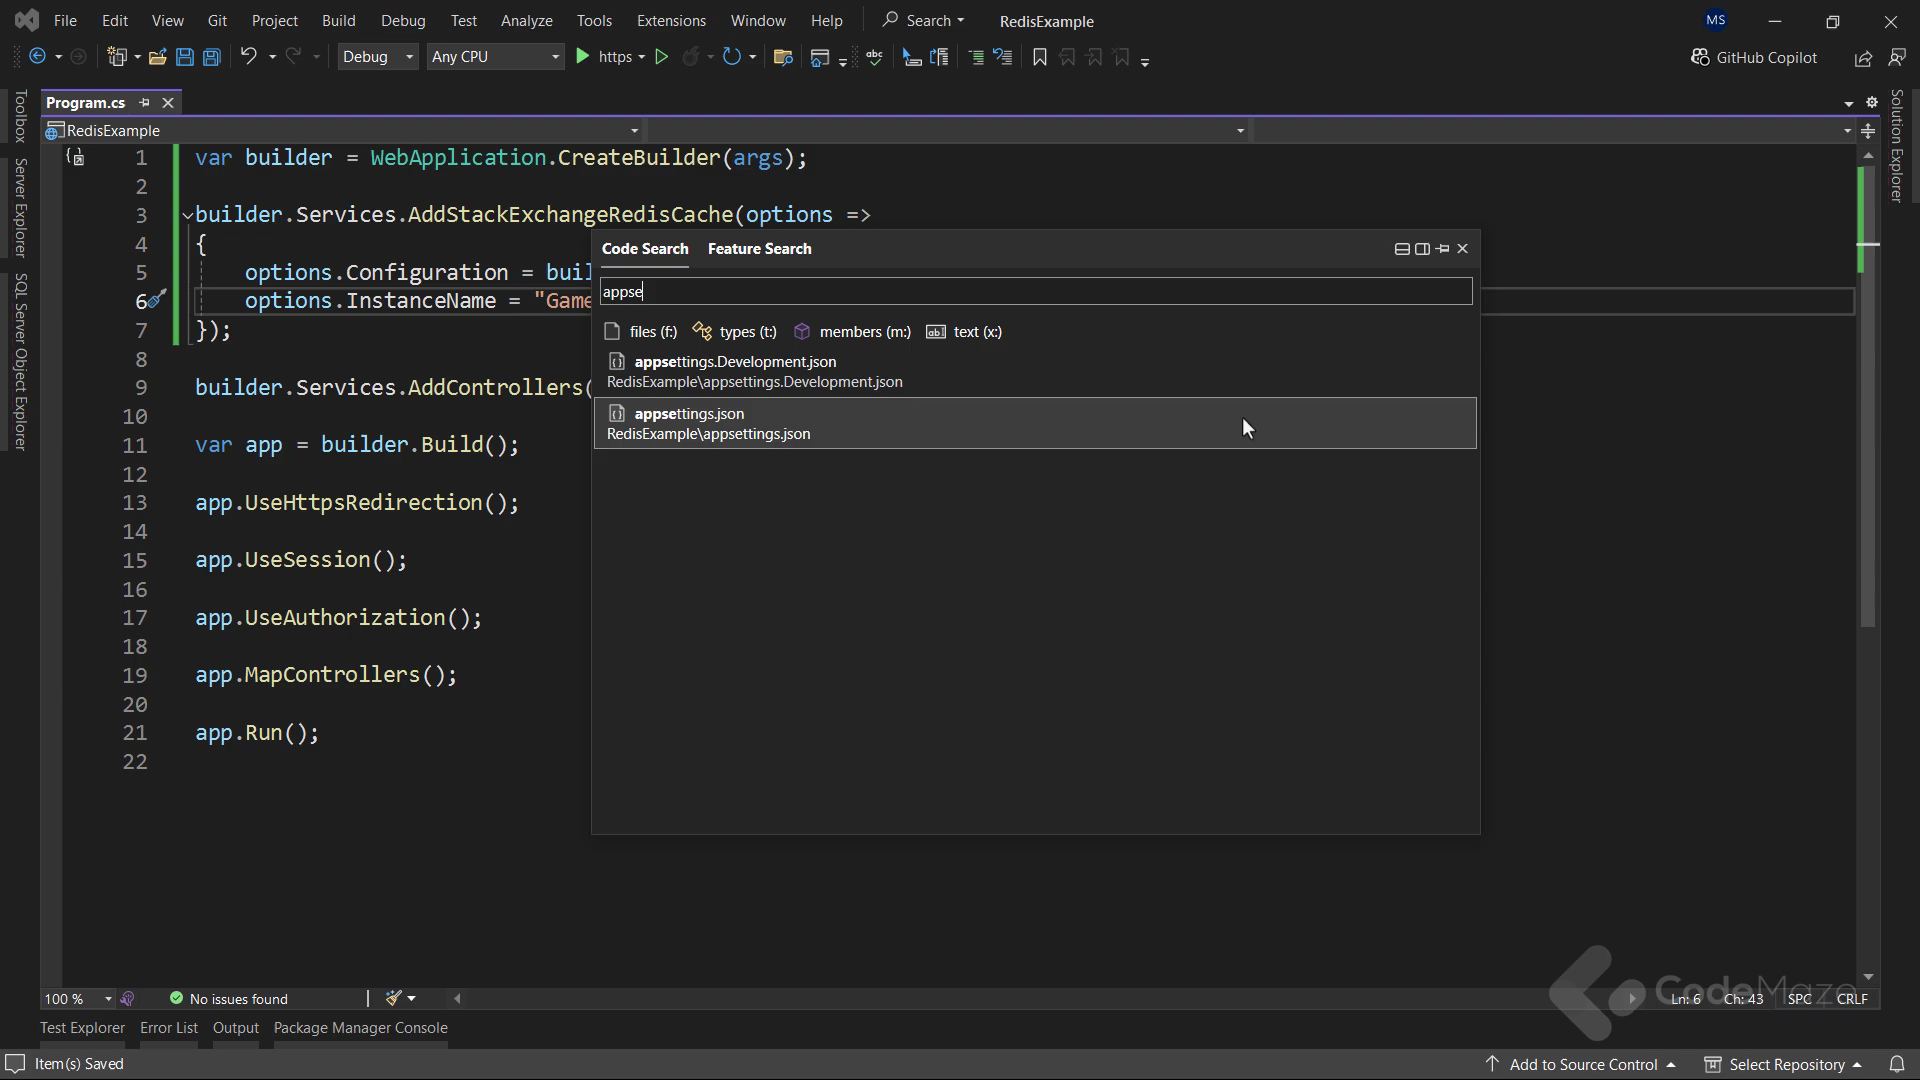 File Edit View Git Project Build Debug Test Analyze Tools Extensions Window Help Search RedisExample MS
Debug Any CPU https abc GitHub Copilot
Toolbox
Server Explorer
SQL Server Object Explorer
Program.cs
RedisExample
1 var builder = WebApplication.CreateBuilder(args);
2
3 builder.Services.AddStackExchangeRedisCache(options =>
4 {
5 options.Configuration = buil
6 options.InstanceName = "Game
7 });
8
9 builder.Services.AddControllers(
10
11 var app = builder.Build();
12
13 app.UseHttpsRedirection();
14
15 app.UseSession();
16
17 app.UseAuthorization();
18
19 app.MapControllers();
20
21 app.Run();
22
Code Search Feature Search
appse
files (f:) types (t:) members (m:) text (x:)
appsettings.Development.json
RedisExample\appsettings.Development.json
appsettings.json
RedisExample\appsettings.json
Solution Explorer
CodeMaze
100 % No issues found Ln: 6 Ch: 43 SPC CRLF
Test Explorer Error List Output Package Manager Console
Item(s) Saved Add to Source Control Select Repository